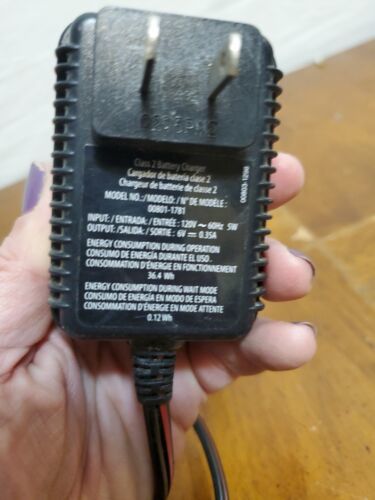 Class 2 Battery Charger
Cargador de batería clase 2
Chargeur de batterie de classe 2
MODEL NO.:/MODELO: / N° DE MODÈLE :
00801-1781
INPUT: / ENTRADA: / ENTRÉE : 120V ~ 60Hz 5W
OUTPUT: /SALIDA: / SORTIE : 6V ⎓ 0.35A
ENERGY CONSUMPTION DURING OPERATION
CONSUMO DE ENERGÍA DURANTE EL USO
CONSOMMATION D'ÉNERGIE EN FONCTIONNEMENT
36.4 Wh
ENERGY CONSUMPTION DURING WAIT MODE
CONSUMO DE ENERGÍA EN MODO DE ESPERA
CONSOMMATION D'ÉNERGIE EN MODE ATTENTE
0.12 Wh